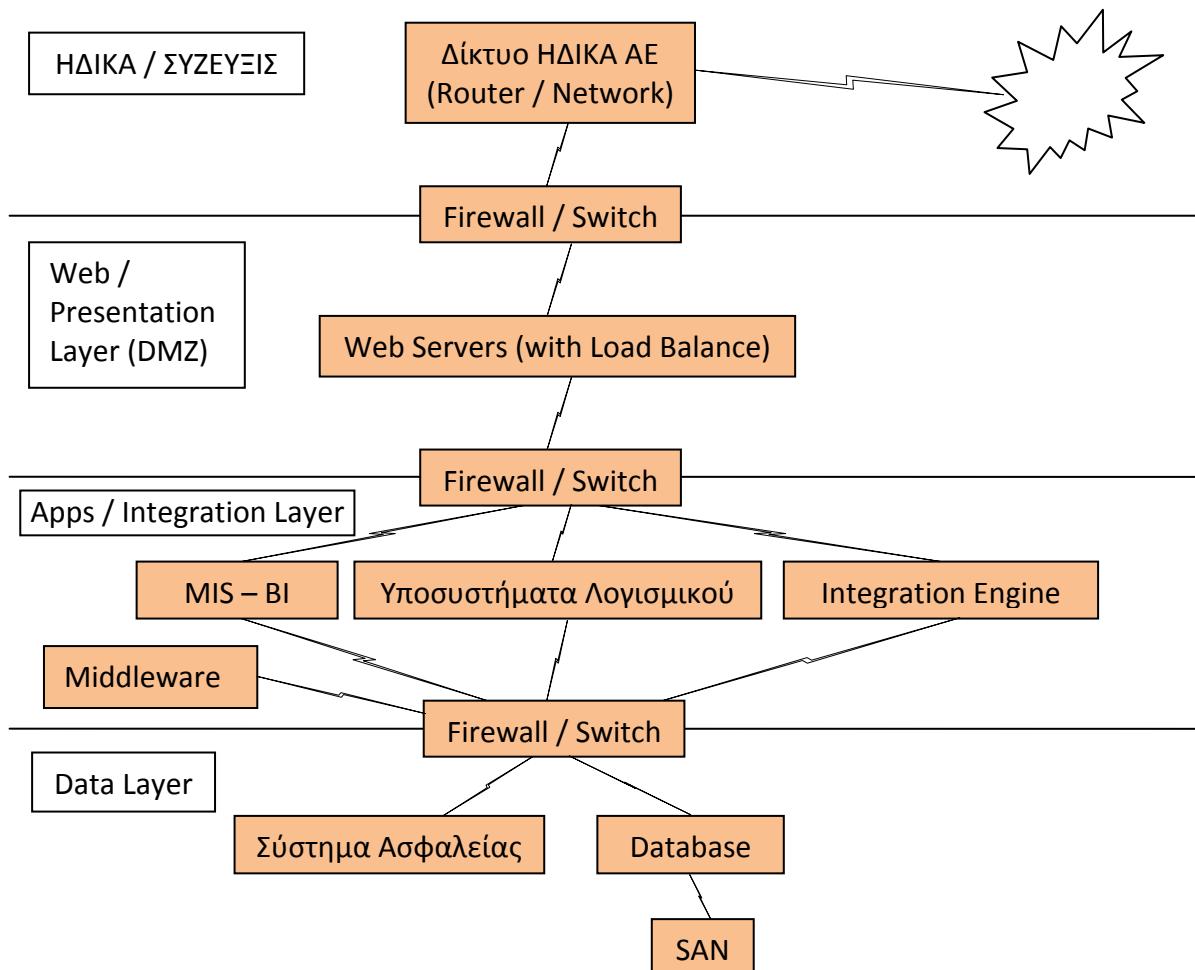 ΗΔΙΚΑ / ΣΥΖΕΥΞΙΣ
Δίκτυο ΗΔΙΚΑ ΑΕ
(Router / Network)
Firewall / Switch
Web /
Presentation
Layer (DMZ)
Web Servers (with Load Balance)
Firewall / Switch
Apps / Integration Layer
MIS – BI
Υποσυστήματα Λογισμικού
Integration Engine
Middleware
Firewall / Switch
Data Layer
Σύστημα Ασφαλείας
Database
SAN